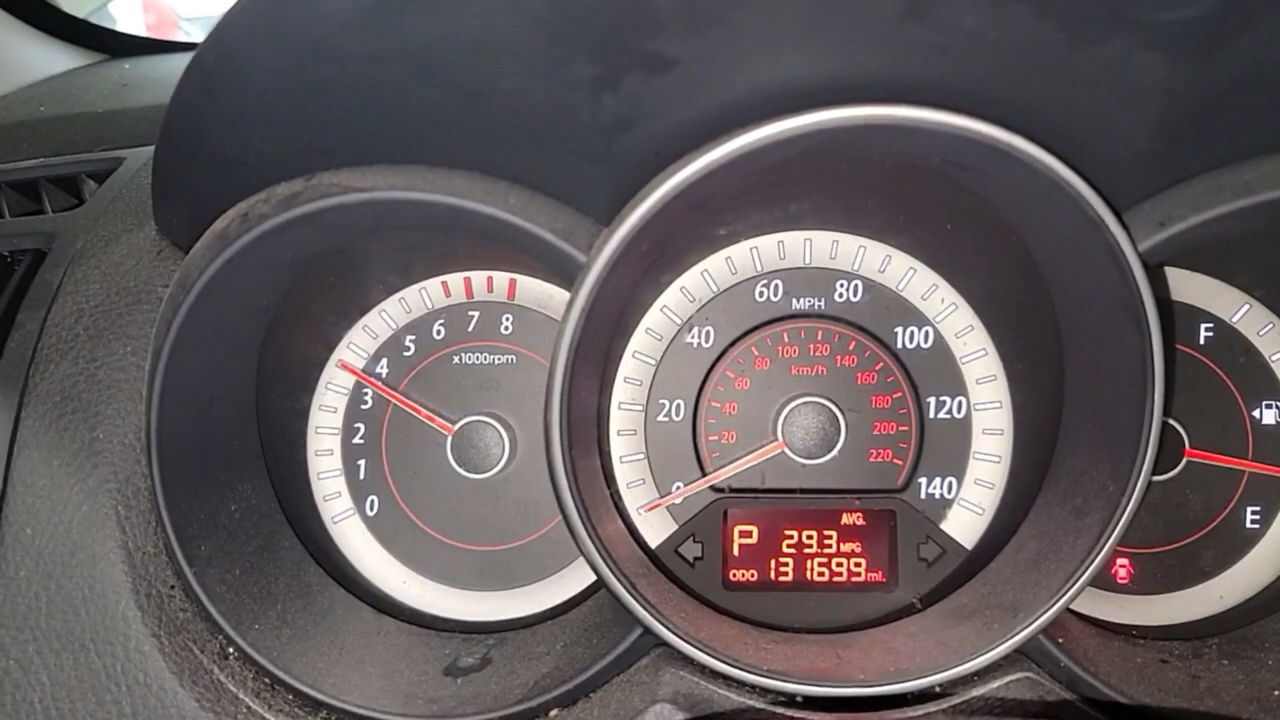 0 1 2 3 4 5 6 7 8
x1000rpm
0 20 40 60 80 100 120 140
MPH
20 40 60 80 100 120 140 160 180 200 220
km/h
AVG.
P 29.3 MPG
ODO 131699 mi.
F
E